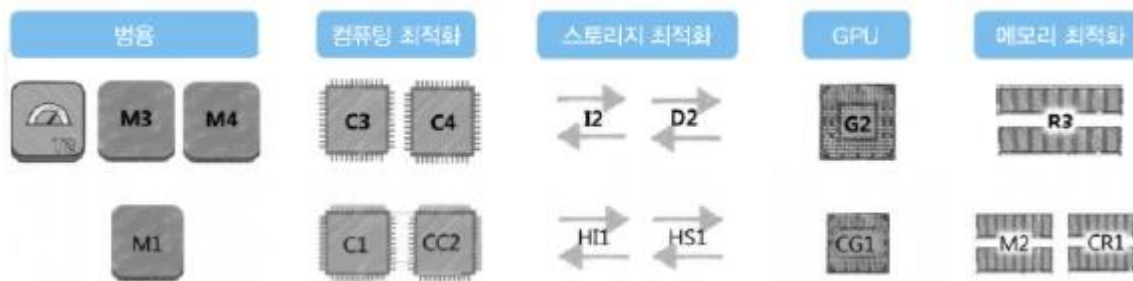 범용 컴퓨팅 최적화 스토리지 최적화 GPU 메모리 최적화
T2 M3 M4 C3 C4 I2 D2 G2 R3
M1 C1 CC2 HI1 HS1 CG1 M2 CR1